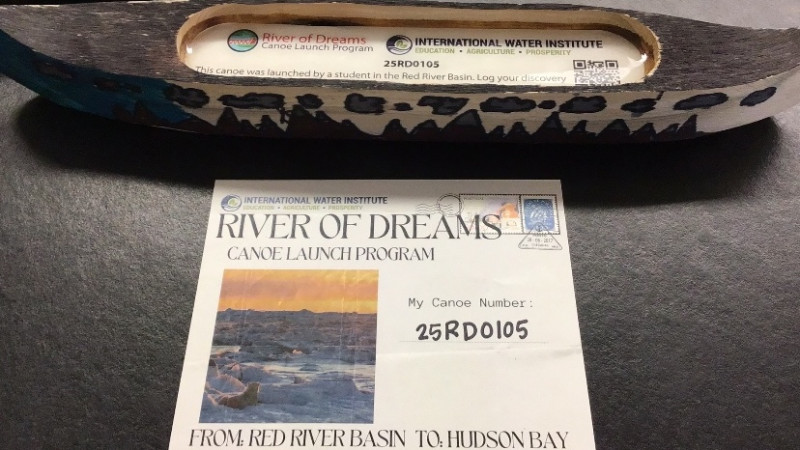 River of Dreams
Canoe Launch Program
INTERNATIONAL WATER INSTITUTE
EDUCATION • AGRICULTURE • PROSPERITY
25RD0105
This canoe was launched by a student in the Red River Basin. Log your discovery
INTERNATIONAL WATER INSTITUTE
EDUCATION • AGRICULTURE • PROSPERITY
RIVER OF DREAMS
CANOE LAUNCH PROGRAM
My Canoe Number:
25RD0105
FROM: RED RIVER BASIN TO: HUDSON BAY